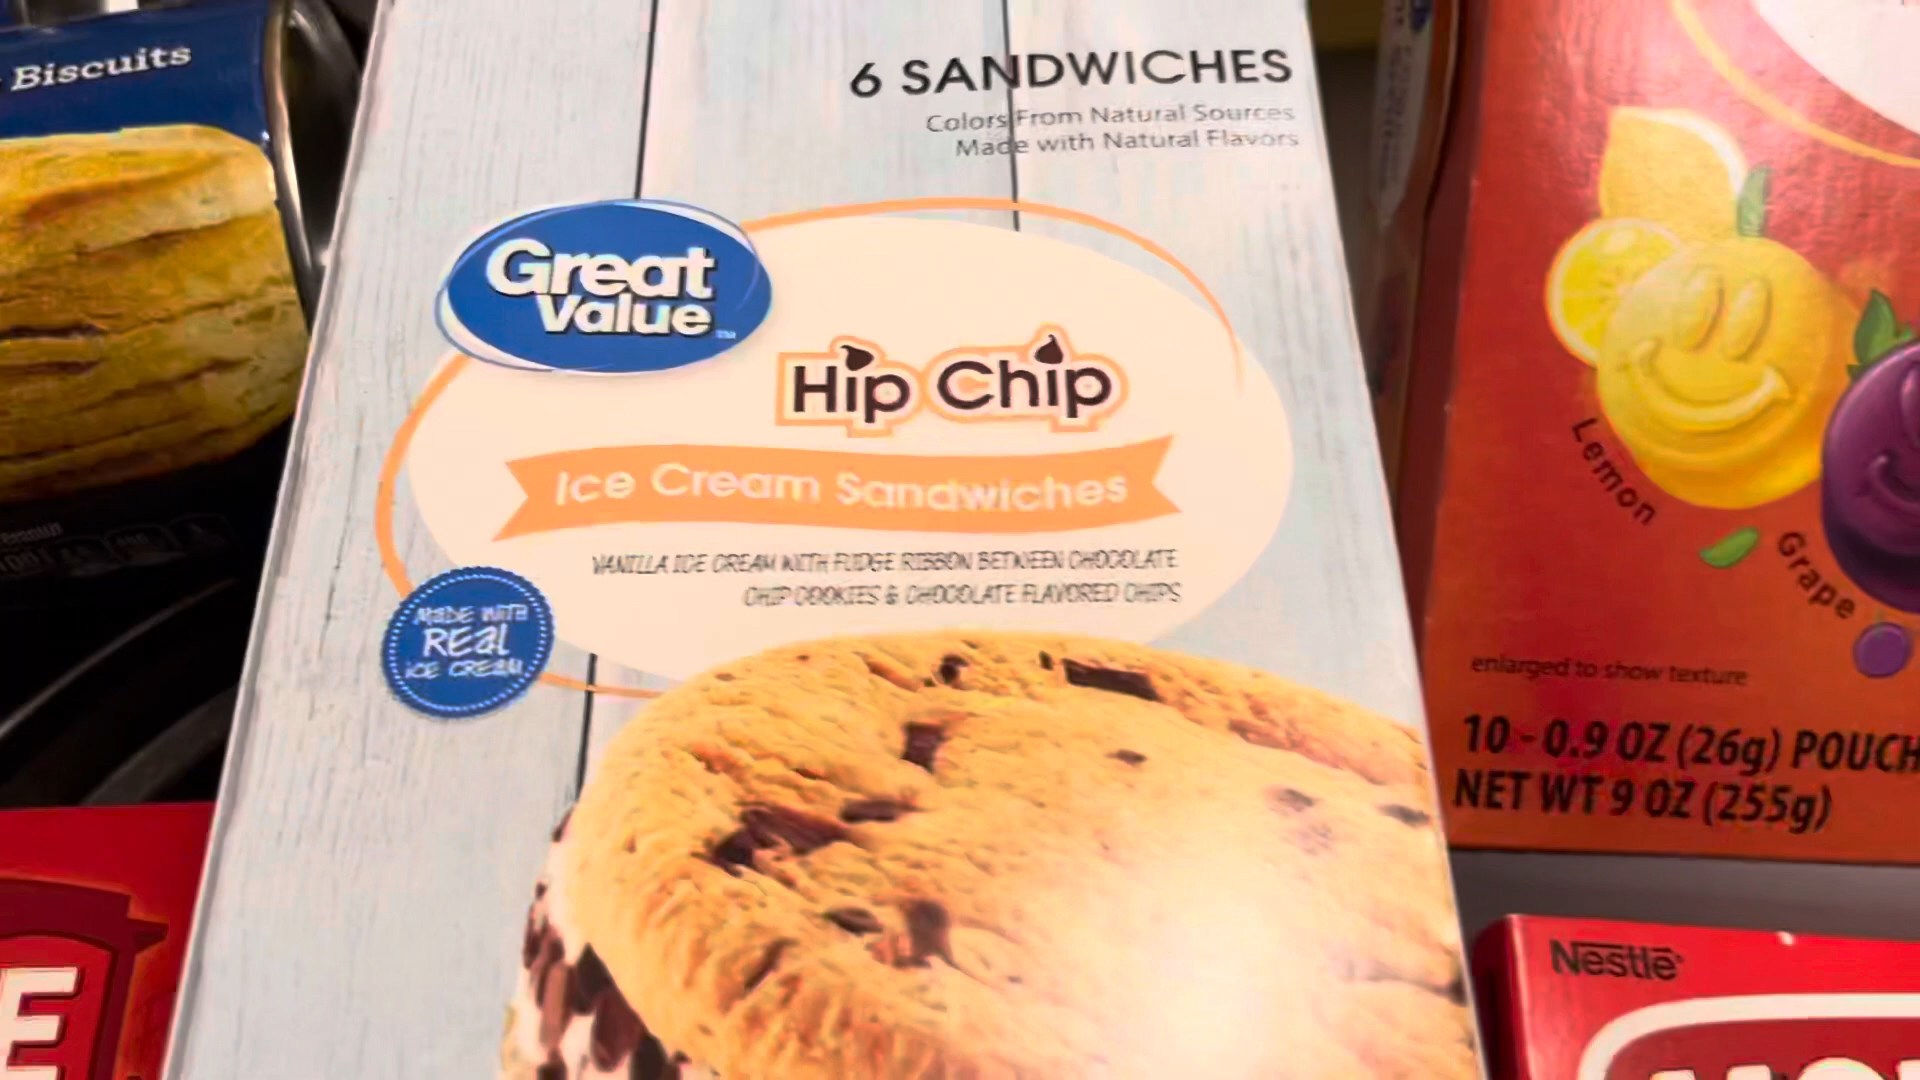 Biscuits
6 SANDWICHES
Colors From Natural Sources
Made with Natural Flavors
Great
Value
TM
Hip Chip
Ice Cream Sandwiches
VANILLA ICE CREAM WITH FUDGE RIBBON BETWEEN CHOCOLATE
CHIP COOKIES & CHOCOLATE FLAVORED CHIPS
MADE WITH
REAL
ICE CREAM
Lemon
Grape
enlarged to show texture
10 - 0.9 OZ (26g) POUCH
NET WT 9 OZ (255g)
E
Nestlé